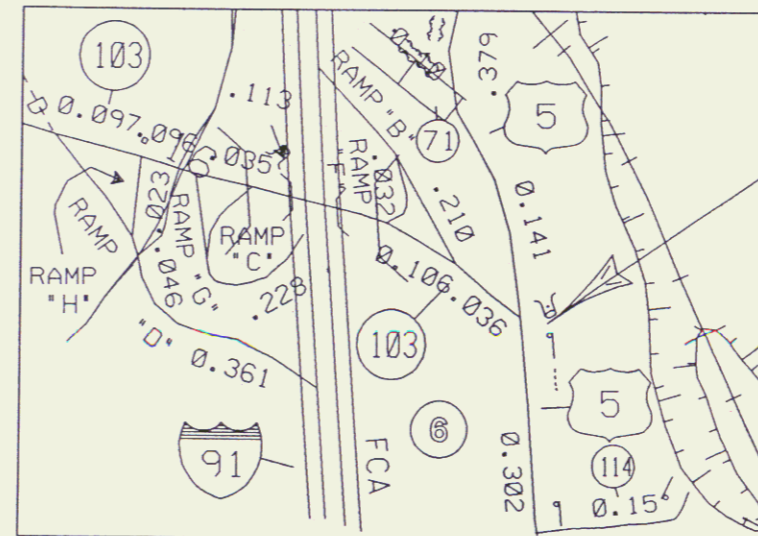 103
0.097
.096
.113
.035
RAMP "B"
71
.379
5
RAMP "F"
.032
.210
0.141
.023
RAMP
RAMP "G"
RAMP
"C"
RAMP
"H"
.046
.228
0.106
.036
"D"
0.361
103
5
91
FCA
6
0.302
114
0.15